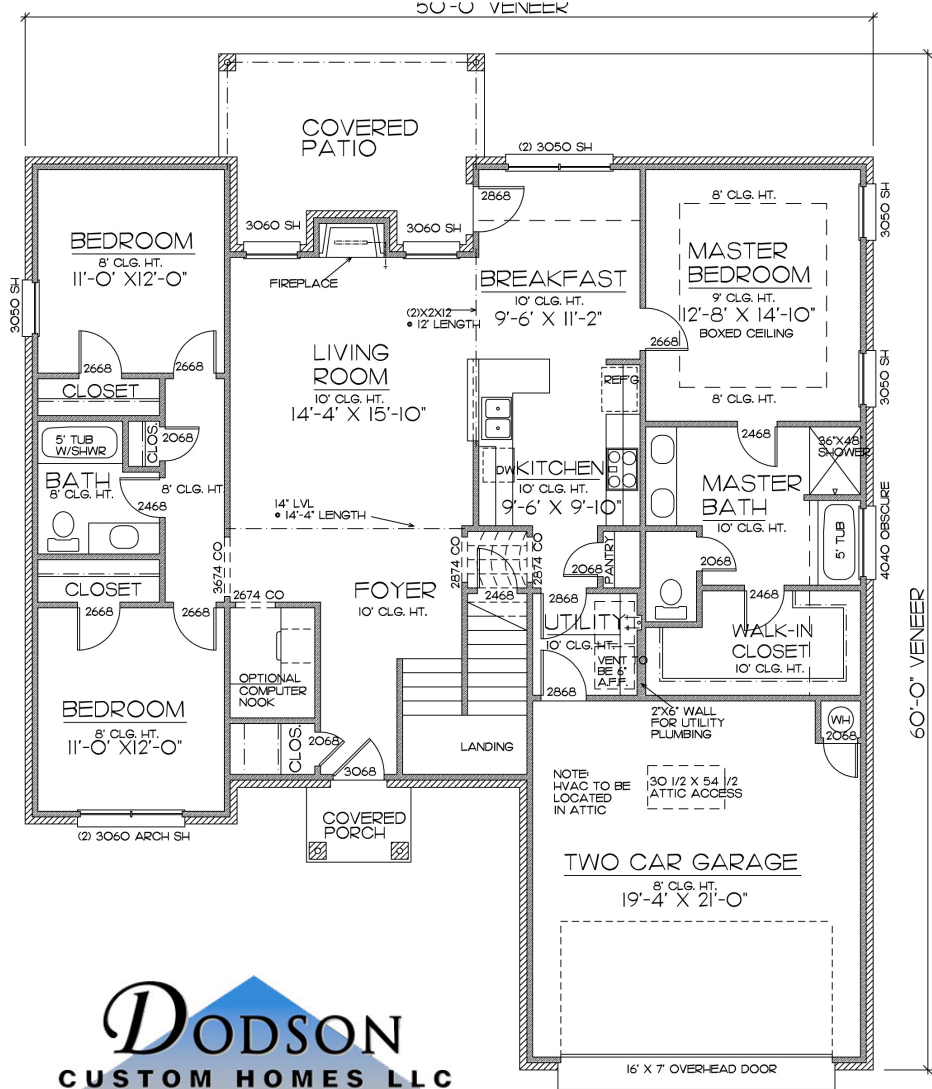 50'-0" VENEER
COVERED
PATIO
(2) 3050 SH
2868
3060 SH
3060 SH
FIREPLACE
BEDROOM
8' CLG. HT.
11'-0' X12'-0"
3050 SH
2668
2668
CLOSET
BREAKFAST
10' CLG. HT.
9'-6' X 11'-2"
(2)X2X12
@ 12' LENGTH
8' CLG. HT.
MASTER
BEDROOM
9' CLG. HT.
12'-8' X 14'-10"
BOXED CEILING
8' CLG. HT.
2668
3050 SH
3050 SH
LIVING
ROOM
10' CLG. HT.
14'-4' X 15'-10"
REF'G
5' TUB
W/SHWR
CLOS.
2068
BATH
8' CLG. HT.
8' CLG. HT.
2468
DW
KITCHEN
10' CLG. HT.
9'-6' X 9'-10"
2468
36"X48"
SHOWER
MASTER
BATH
10' CLG. HT.
5' TUB
4040 OBSCURE
14" LVL
@ 14'-4" LENGTH
CLOSET
3674 CO
2674 CO
FOYER
10' CLG. HT.
2874 CO
2874 CO
2468
2068
PANTRY
2068
2468
2868
UTILITY
10' CLG. HT.
VENT TO
BE 6"
A.F.F.
2868
WALK-IN
CLOSET
10' CLG. HT.
2668
2668
BEDROOM
8' CLG. HT.
11'-0' X12'-0"
OPTIONAL
COMPUTER
NOOK
CLOS.
2068
3068
LANDING
2"X6" WALL
FOR UTILITY
PLUMBING
WH
2068
60'-0" VENEER
NOTE:
HVAC TO BE
LOCATED
IN ATTIC
30 1/2 X 54 1/2
ATTIC ACCESS
(2) 3060 ARCH SH
COVERED
PORCH
TWO CAR GARAGE
8' CLG. HT.
19'-4' X 21'-0"
16' X 7' OVERHEAD DOOR
DODSON
CUSTOM HOMES LLC